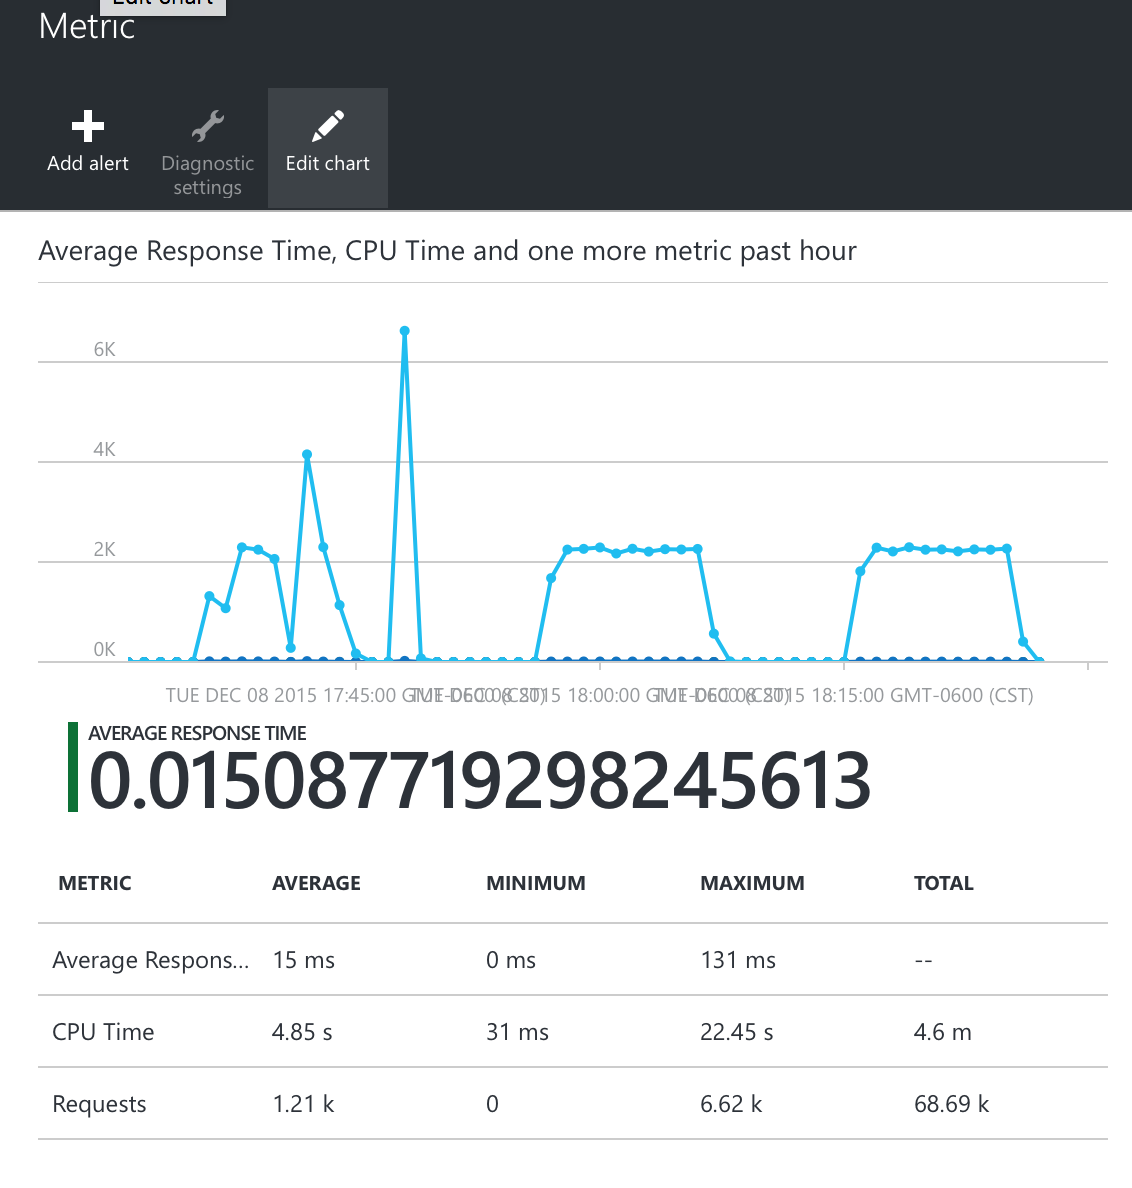 Edit chart
Metric
Add alert
Diagnostic
settings
Edit chart
Average Response Time, CPU Time and one more metric past hour
6K
4K
2K
0K
TUE DEC 08 2015 17:45:00 GMT-0600 (CST)
TUE DEC 08 2015 18:00:00 GMT-0600 (CST)
TUE DEC 08 2015 18:15:00 GMT-0600 (CST)
AVERAGE RESPONSE TIME
0.015087719298245613
METRIC AVERAGE MINIMUM MAXIMUM TOTAL
Average Respons... 15 ms 0 ms 131 ms --
CPU Time 4.85 s 31 ms 22.45 s 4.6 m
Requests 1.21 k 0 6.62 k 68.69 k